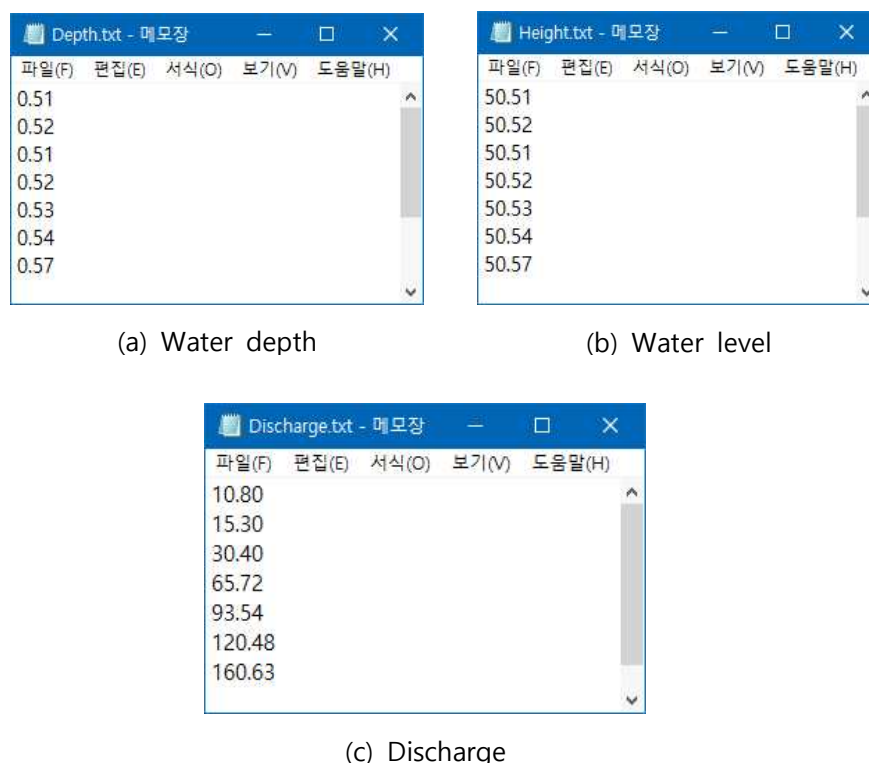 Depth.txt - 메모장
파일(F) 편집(E) 서식(O) 보기(V) 도움말(H)
0.51
0.52
0.51
0.52
0.53
0.54
0.57
(a) Water depth
Height.txt - 메모장
파일(F) 편집(E) 서식(O) 보기(V) 도움말(H)
50.51
50.52
50.51
50.52
50.53
50.54
50.57
(b) Water level
Discharge.txt - 메모장
파일(F) 편집(E) 서식(O) 보기(V) 도움말(H)
10.80
15.30
30.40
65.72
93.54
120.48
160.63
(c) Discharge